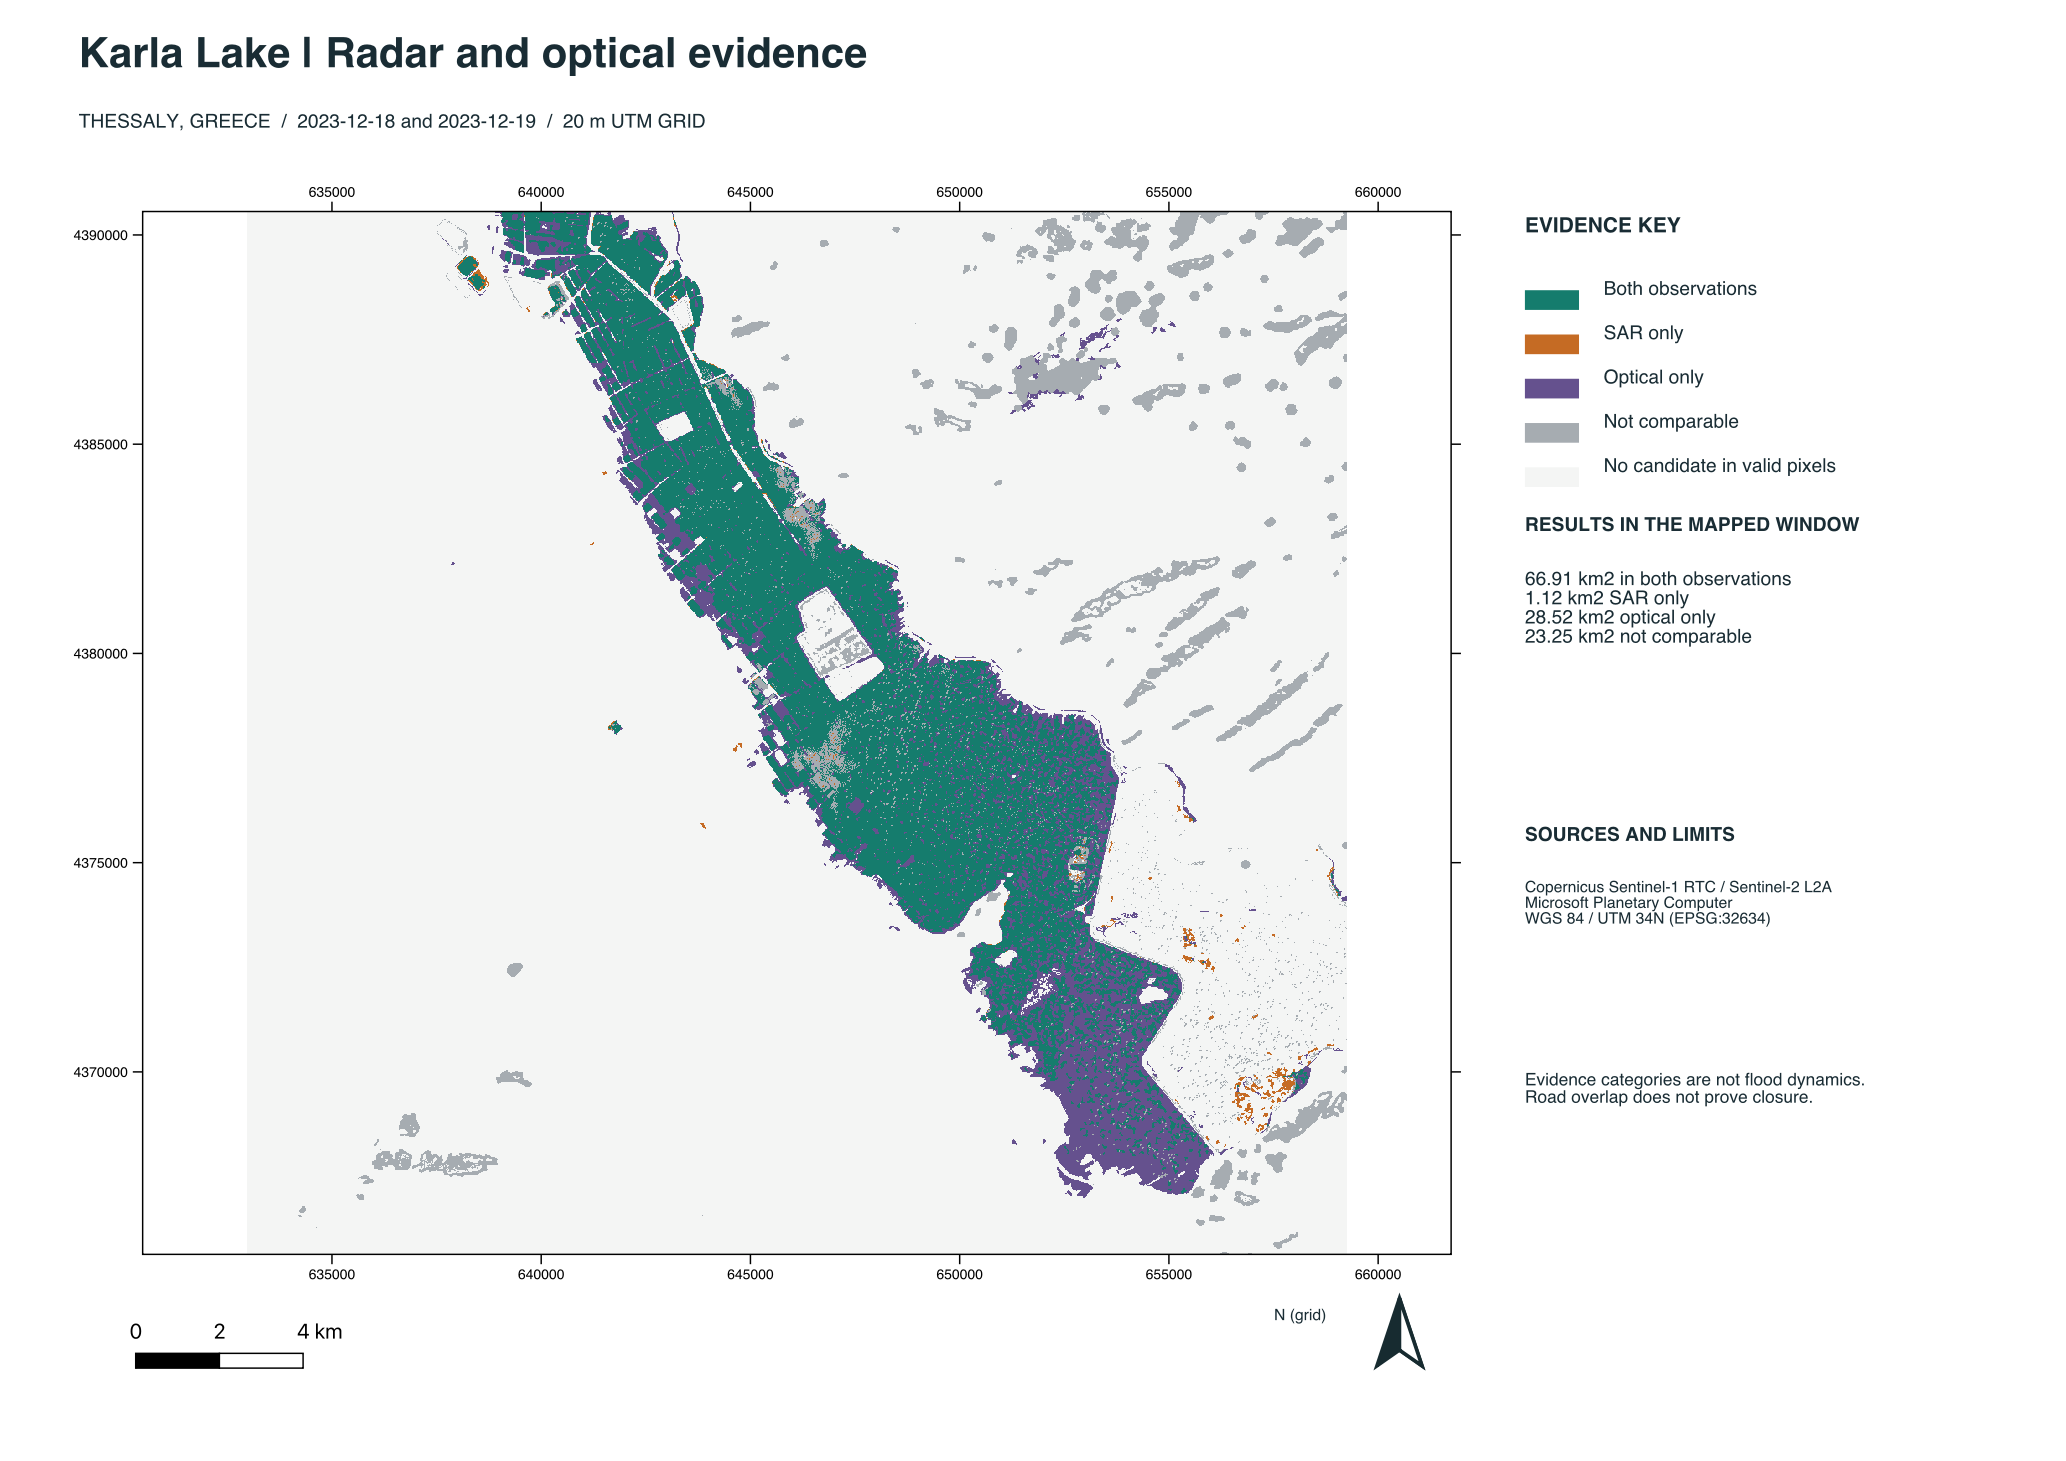 Karla Lake | Radar and optical evidence
THESSALY, GREECE / 2023-12-18 and 2023-12-19 / 20 m UTM GRID
635000 640000 645000 650000 655000 660000
4390000
4385000
4380000
4375000
4370000
635000 640000 645000 650000 655000 660000
0 2 4 km
N (grid)
EVIDENCE KEY
Both observations
SAR only
Optical only
Not comparable
No candidate in valid pixels
RESULTS IN THE MAPPED WINDOW
66.91 km2 in both observations
1.12 km2 SAR only
28.52 km2 optical only
23.25 km2 not comparable
SOURCES AND LIMITS
Copernicus Sentinel-1 RTC / Sentinel-2 L2A
Microsoft Planetary Computer
WGS 84 / UTM 34N (EPSG:32634)
Evidence categories are not flood dynamics.
Road overlap does not prove closure.